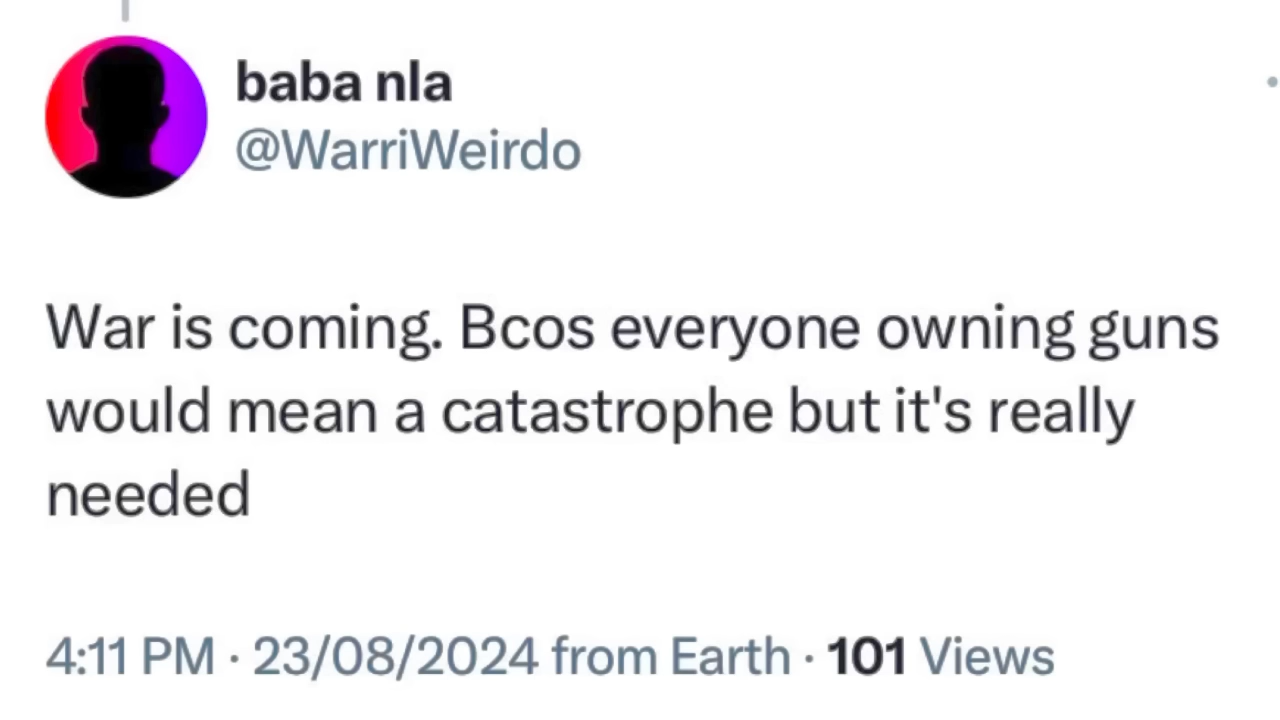 baba nla
@WarriWeirdo
War is coming. Bcos everyone owning guns
would mean a catastrophe but it's really
needed
4:11 PM · 23/08/2024 from Earth · 101 Views